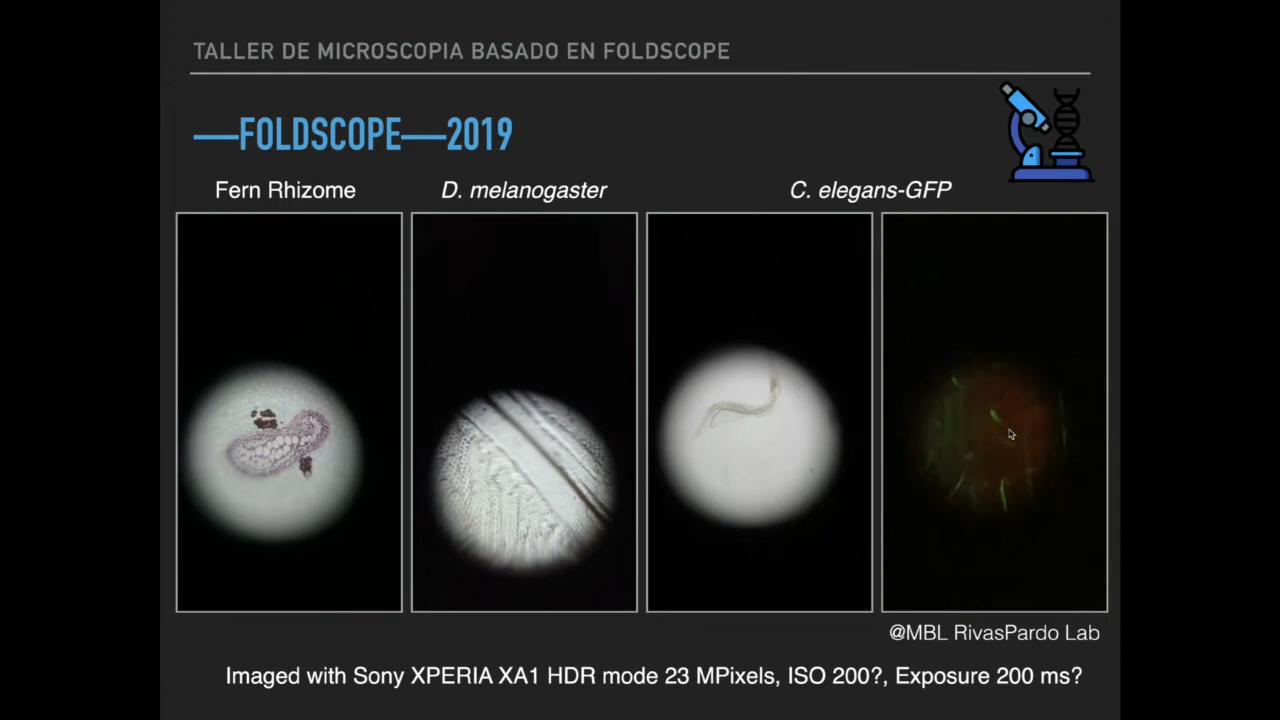 TALLER DE MICROSCOPIA BASADO EN FOLDSCOPE
—FOLDSCOPE—2019
Fern Rhizome
D. melanogaster
C. elegans-GFP
@MBL RivasPardo Lab
Imaged with Sony XPERIA XA1 HDR mode 23 MPixels, ISO 200?, Exposure 200 ms?